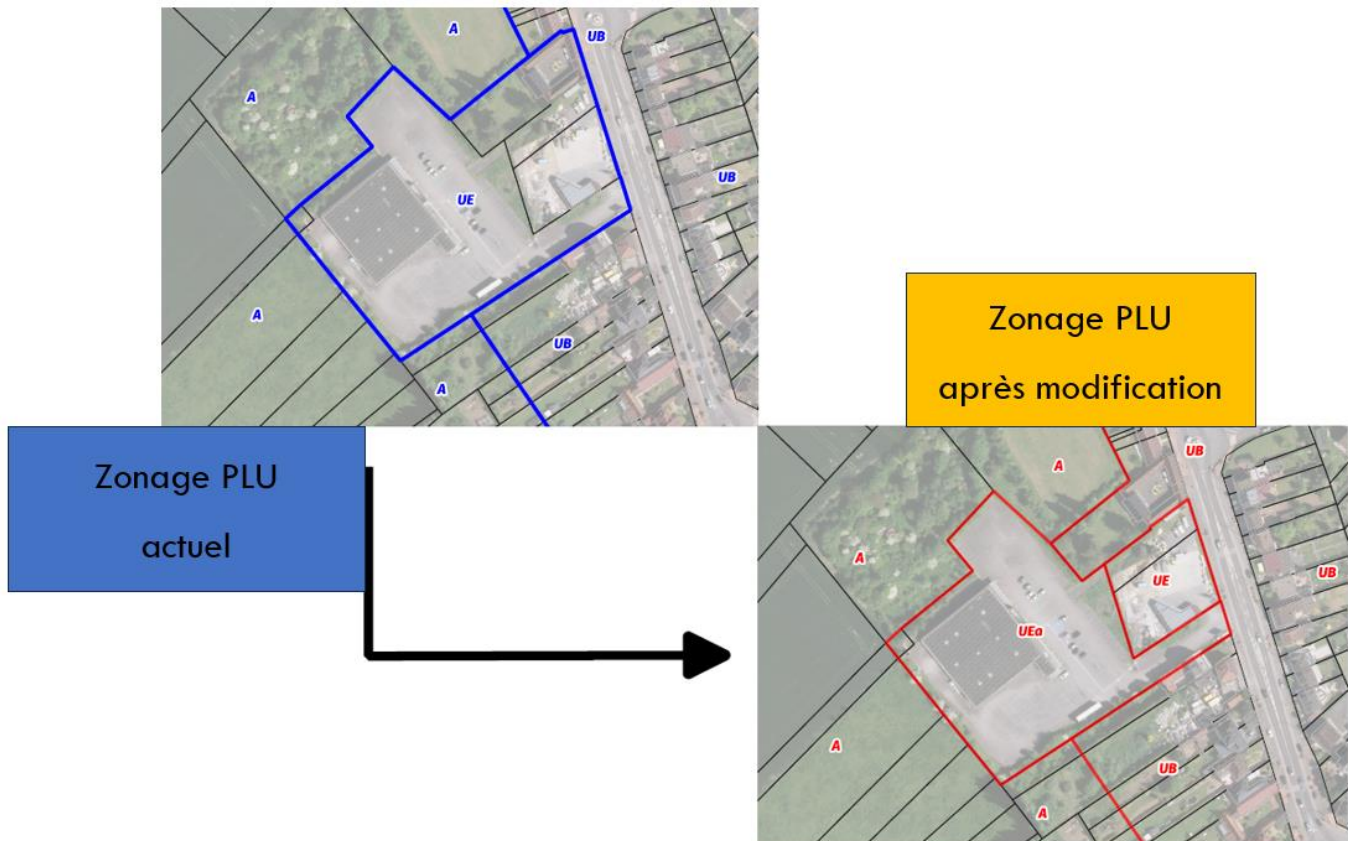 A
UB
A
UE
UB
A
UB
A
Zonage PLU
actuel
Zonage PLU
après modification
A
UB
A
UE
UB
UEa
A
UB
A